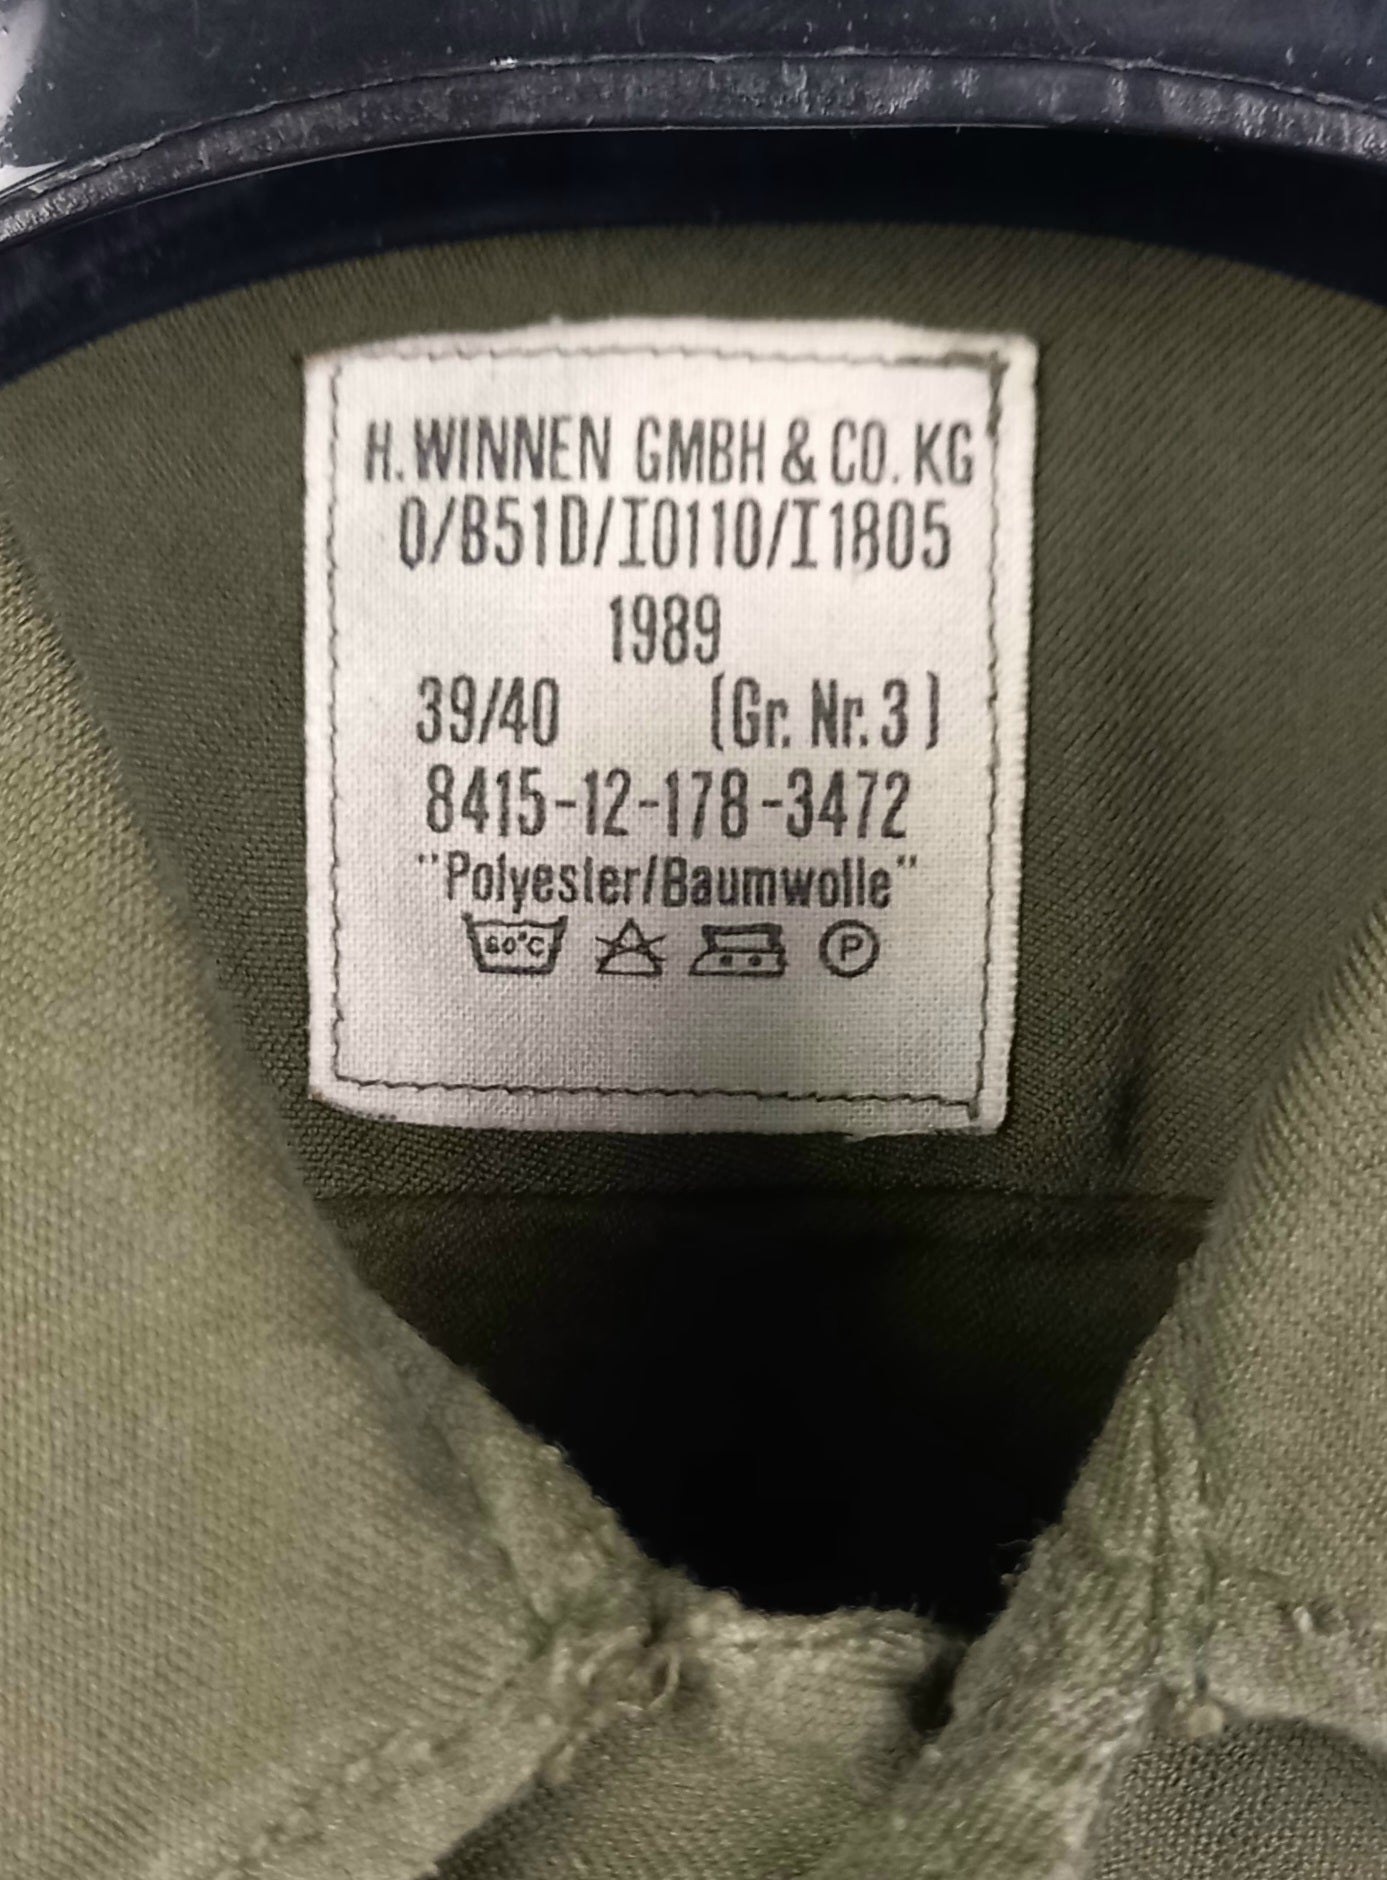 H. WINNEN GMBH & CO. KG
Q/B51D/I0110/I1805
1989
39/40 (Gr. Nr. 3)
8415-12-178-3472
"Polyester/Baumwolle"
60°C P